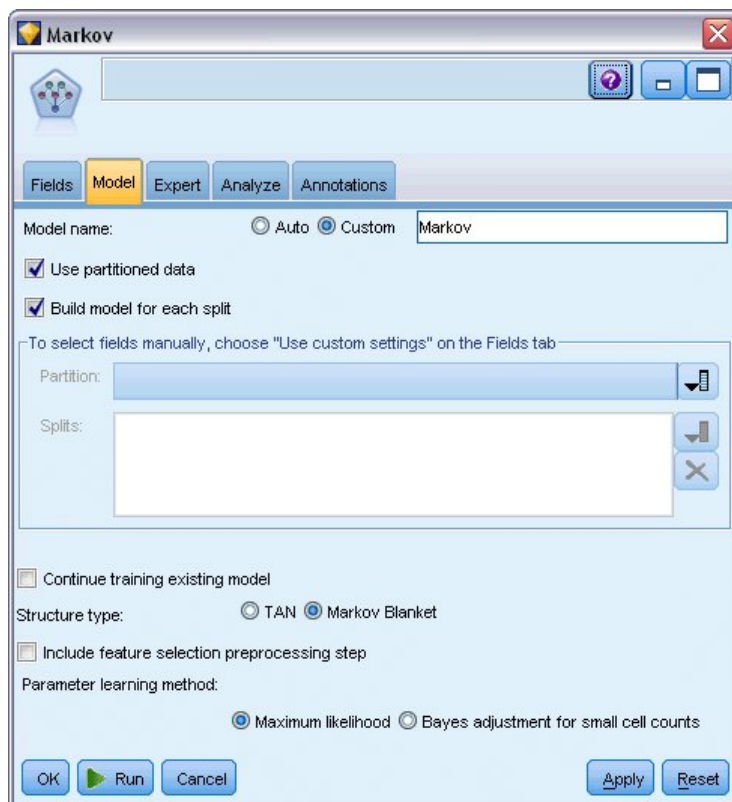 Markov
?
Fields Model Expert Analyze Annotations
Model name: Auto Custom Markov
Use partitioned data
Build model for each split
To select fields manually, choose "Use custom settings" on the Fields tab
Partition:
Splits:
Continue training existing model
Structure type: TAN Markov Blanket
Include feature selection preprocessing step
Parameter learning method:
Maximum likelihood Bayes adjustment for small cell counts
OK Run Cancel Apply Reset